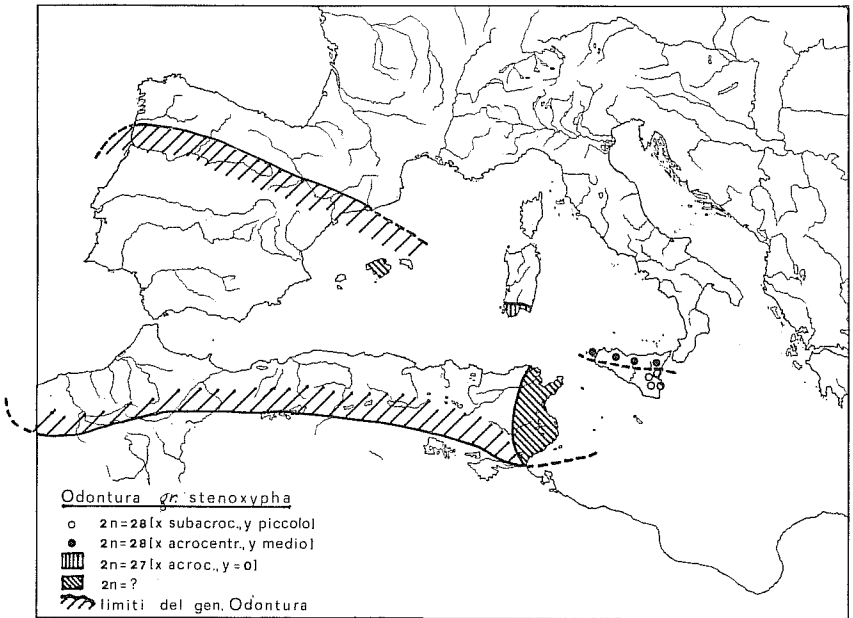 Odontura gr. stenoxypha
2n=28[x subacroc., y piccolo]
2n=28[x acrocentr., y medio]
2n=27[x acroc., y=0]
2n=?
limiti del gen. Odontura